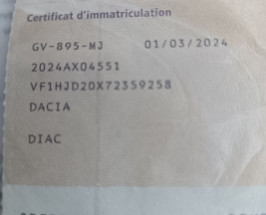 Certificat d'immatriculation
GV-895-MJ 01/03/2024
2024AX04551
VF1HJD20X72359258
DACIA
DIAC